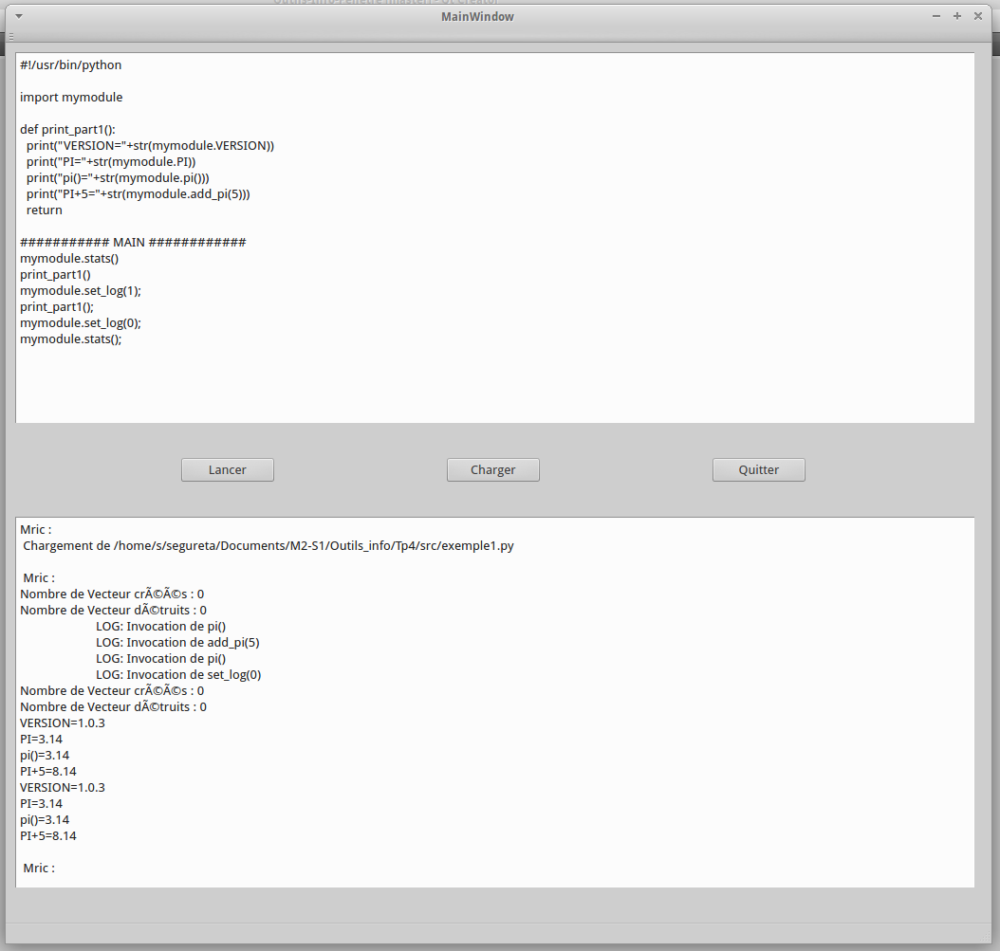 MainWindow
#!/usr/bin/python
import mymodule
def print_part1():
  print("VERSION="+str(mymodule.VERSION))
  print("PI="+str(mymodule.PI))
  print("pi()="+str(mymodule.pi()))
  print("PI+5="+str(mymodule.add_pi(5)))
  return
########### MAIN ############
mymodule.stats()
print_part1()
mymodule.set_log(1);
print_part1();
mymodule.set_log(0);
mymodule.stats();
Lancer Charger Quitter
Mric :
 Chargement de /home/s/segureta/Documents/M2-S1/Outils_info/Tp4/src/exemple1.py
 Mric :
Nombre de Vecteur crÃ©Ã©s : 0
Nombre de Vecteur dÃ©truits : 0
LOG: Invocation de pi()
LOG: Invocation de add_pi(5)
LOG: Invocation de pi()
LOG: Invocation de set_log(0)
Nombre de Vecteur crÃ©Ã©s : 0
Nombre de Vecteur dÃ©truits : 0
VERSION=1.0.3
PI=3.14
pi()=3.14
PI+5=8.14
VERSION=1.0.3
PI=3.14
pi()=3.14
PI+5=8.14
 Mric :